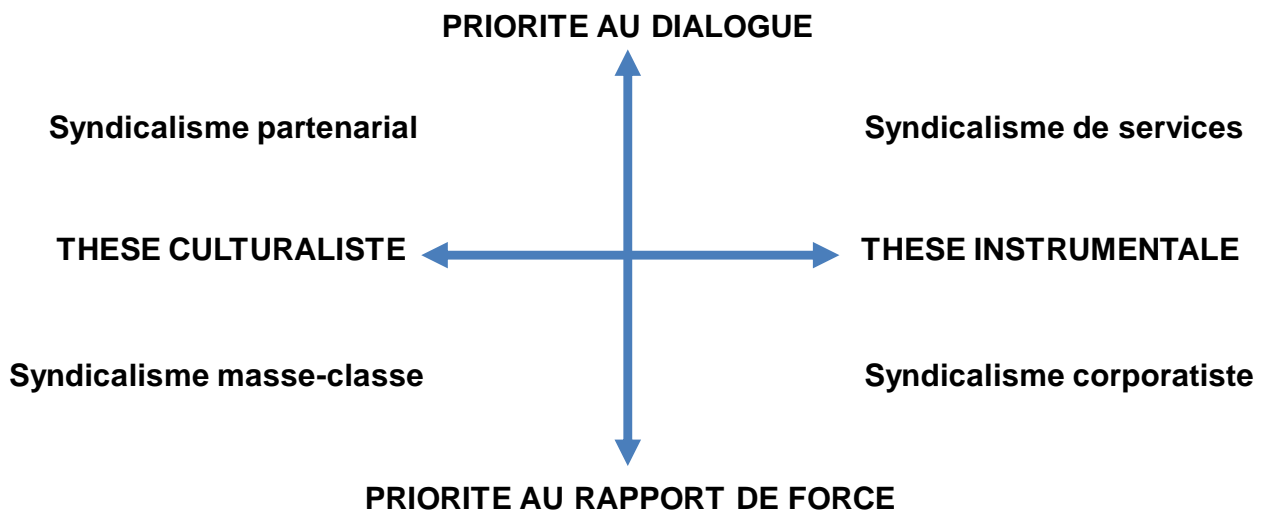 PRIORITE AU DIALOGUE
Syndicalisme partenarial
Syndicalisme de services
THESE CULTURALISTE
THESE INSTRUMENTALE
Syndicalisme masse-classe
Syndicalisme corporatiste
PRIORITE AU RAPPORT DE FORCE